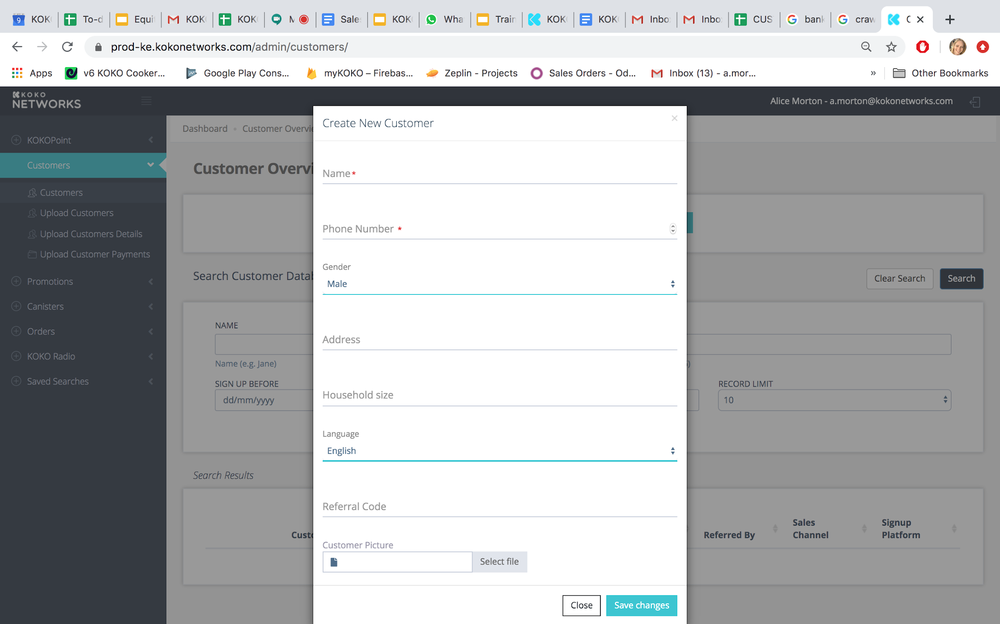 KOK To-d Equi KOK KOK M Sale KOK Wha Train KOK KOK Inbo Inbo CUS bank craw C
prod-ke.kokonetworks.com/admin/customers/
Apps v6 KOKO Cooker... Google Play Cons... myKOKO – Firebas... Zeplin - Projects Sales Orders - Od... Inbox (13) - a.mor... » Other Bookmarks
KOKO
NETWORKS
Alice Morton - a.morton@kokonetworks.com
KOKOPoint
Customers
Customers
Upload Customers
Upload Customers Details
Upload Customer Payments
Promotions
Canisters
Orders
KOKO Radio
Saved Searches
Dashboard • Customer Overvie
Customer Overvi
Search Customer Datab
Clear Search Search
NAME
Name (e.g. Jane)
SIGN UP BEFORE
dd/mm/yyyy
RECORD LIMIT
10
Search Results
Custo
Referred By
Sales Channel
Signup Platform
Create New Customer ×
Name*
Phone Number *
Gender
Male
Address
Household size
Language
English
Referral Code
Customer Picture
Select file
Close Save changes